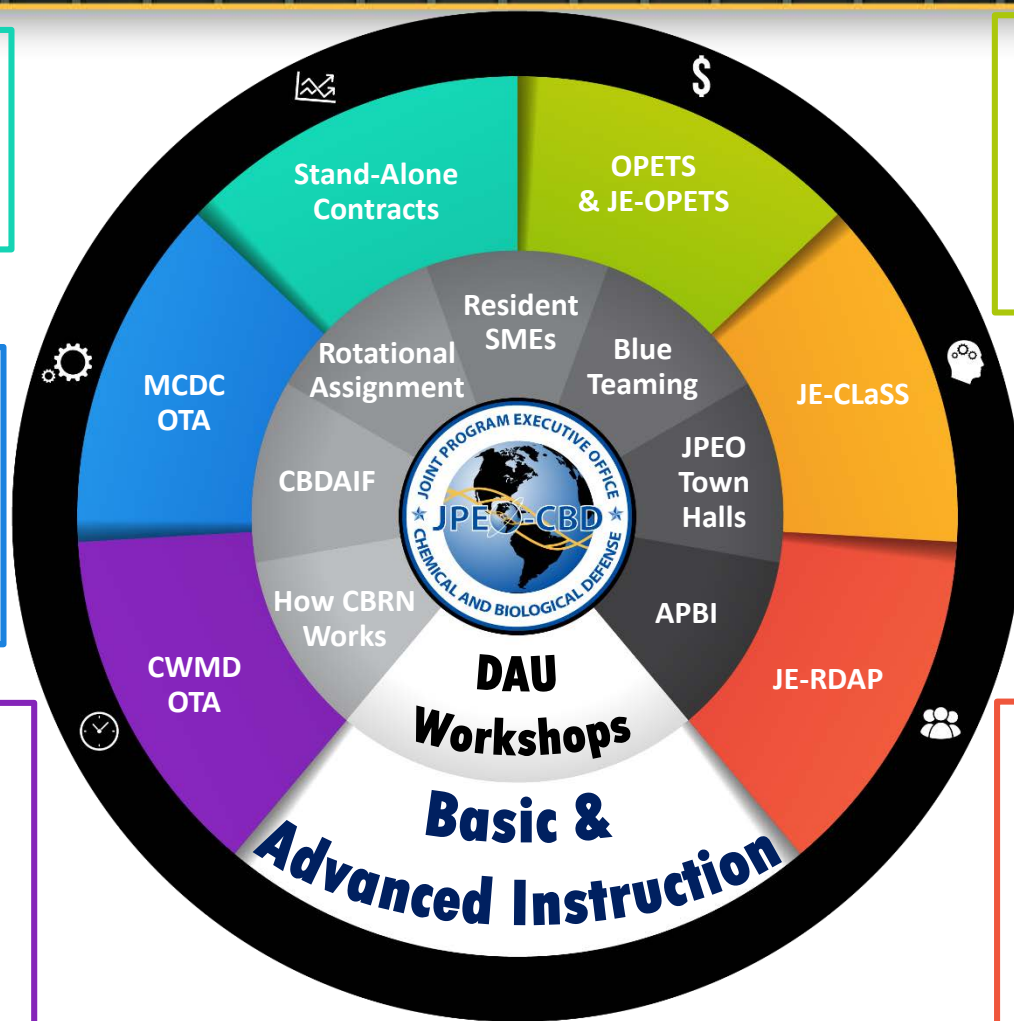 $
Stand-Alone
Contracts
OPETS
& JE-OPETS
MCDC
OTA
JE-CLaSS
CWMD
OTA
JE-RDAP
Resident
SMEs
Rotational
Assignment
Blue
Teaming
CBDAIF
JPEO
Town
Halls
How CBRN
Works
APBI
JOINT PROGRAM EXECUTIVE OFFICE
JPEO-CBD
CHEMICAL AND BIOLOGICAL DEFENSE
DAU
Workshops
Basic &
Advanced Instruction